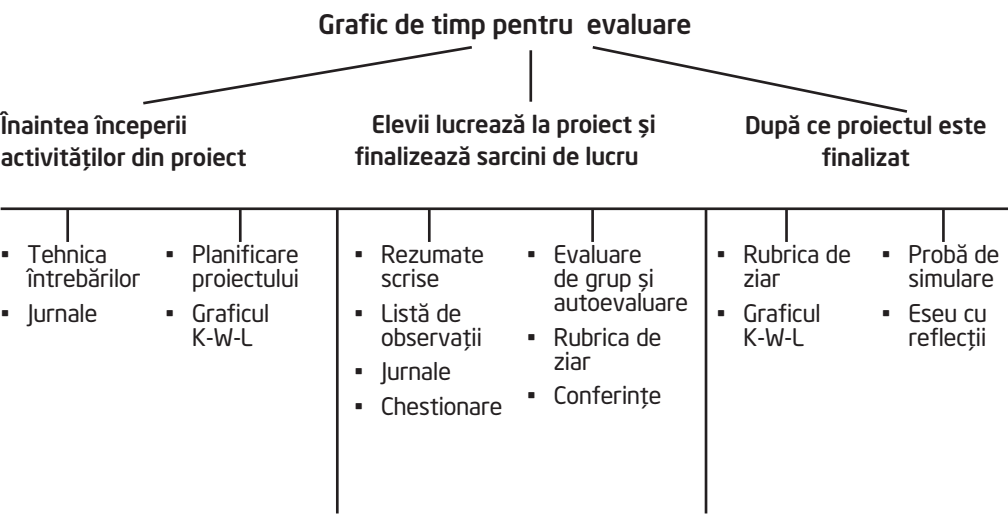 Grafic de timp pentru evaluare
Înaintea începerii
activităților din proiect
Elevii lucrează la proiect și
finalizează sarcini de lucru
După ce proiectul este
finalizat
▪ Tehnica
întrebărilor
▪ Jurnale
▪ Planificare
proiectului
▪ Graficul
K-W-L
▪ Rezumate
scrise
▪ Listă de
observații
▪ Jurnale
▪ Chestionare
▪ Evaluare
de grup și
autoevaluare
▪ Rubrica de
ziar
▪ Conferințe
▪ Rubrica de
ziar
▪ Graficul
K-W-L
▪ Probă de
simulare
▪ Eseu cu
reflecții